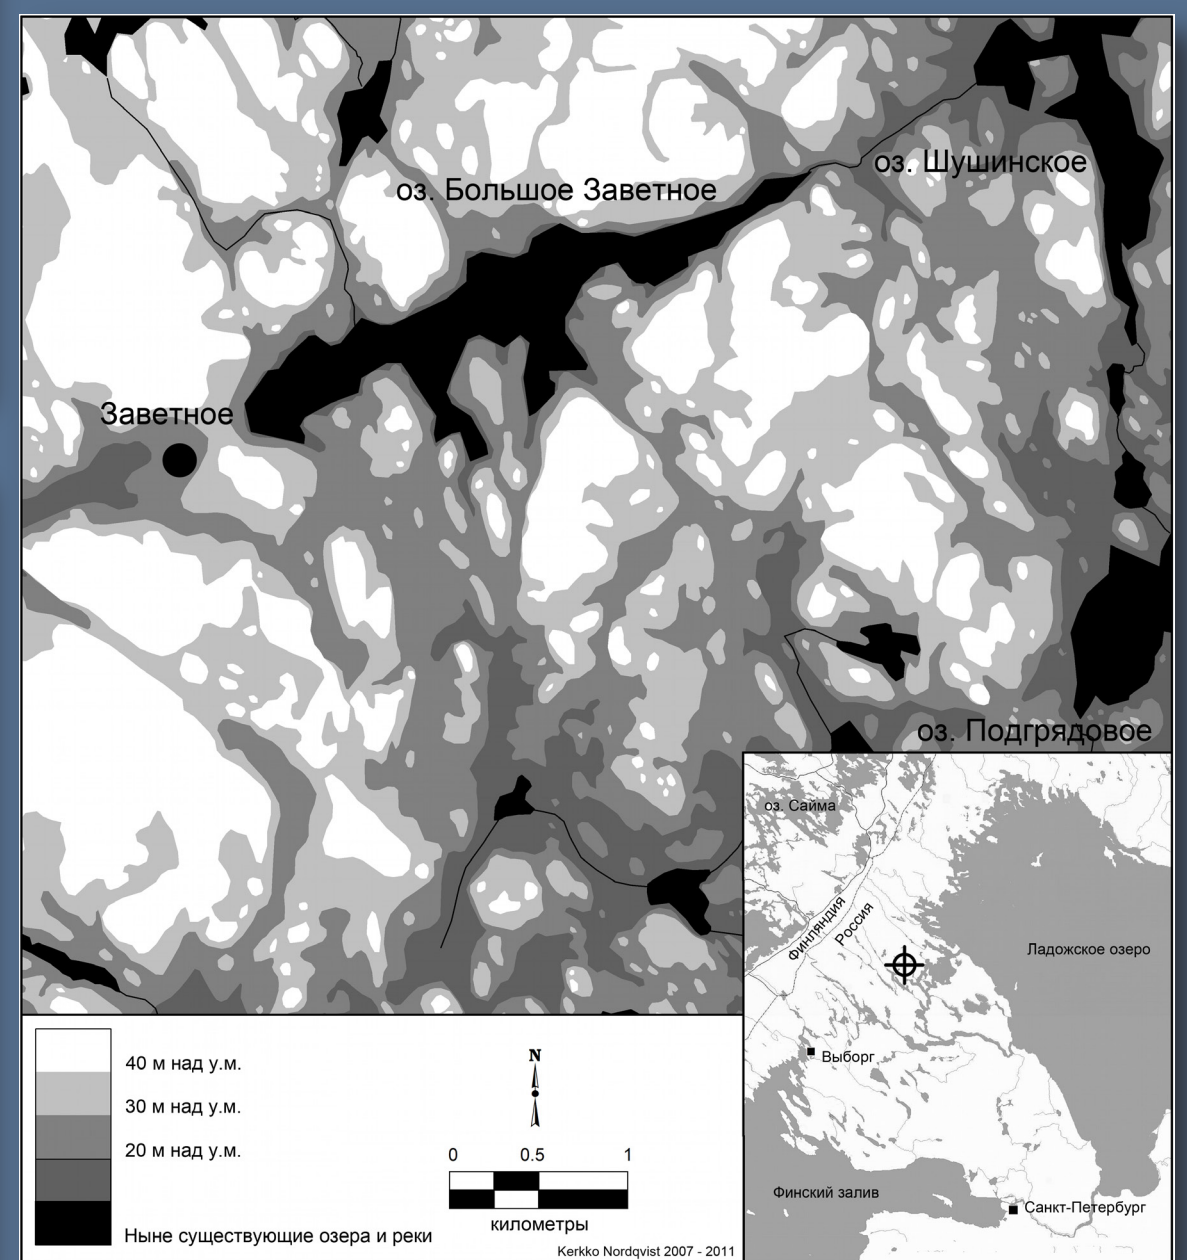 оз. Шушинское
оз. Большое Заветное
Заветное
оз. Подгрядовое
оз. Сайма
Финляндия
Россия
Ладожское озеро
Выборг
Финский залив
Санкт-Петербург
40 м над у.м.
30 м над у.м.
20 м над у.м.
Ныне существующие озера и реки
N
0 0.5 1
километры
Kerkko Nordqvist 2007 - 2011